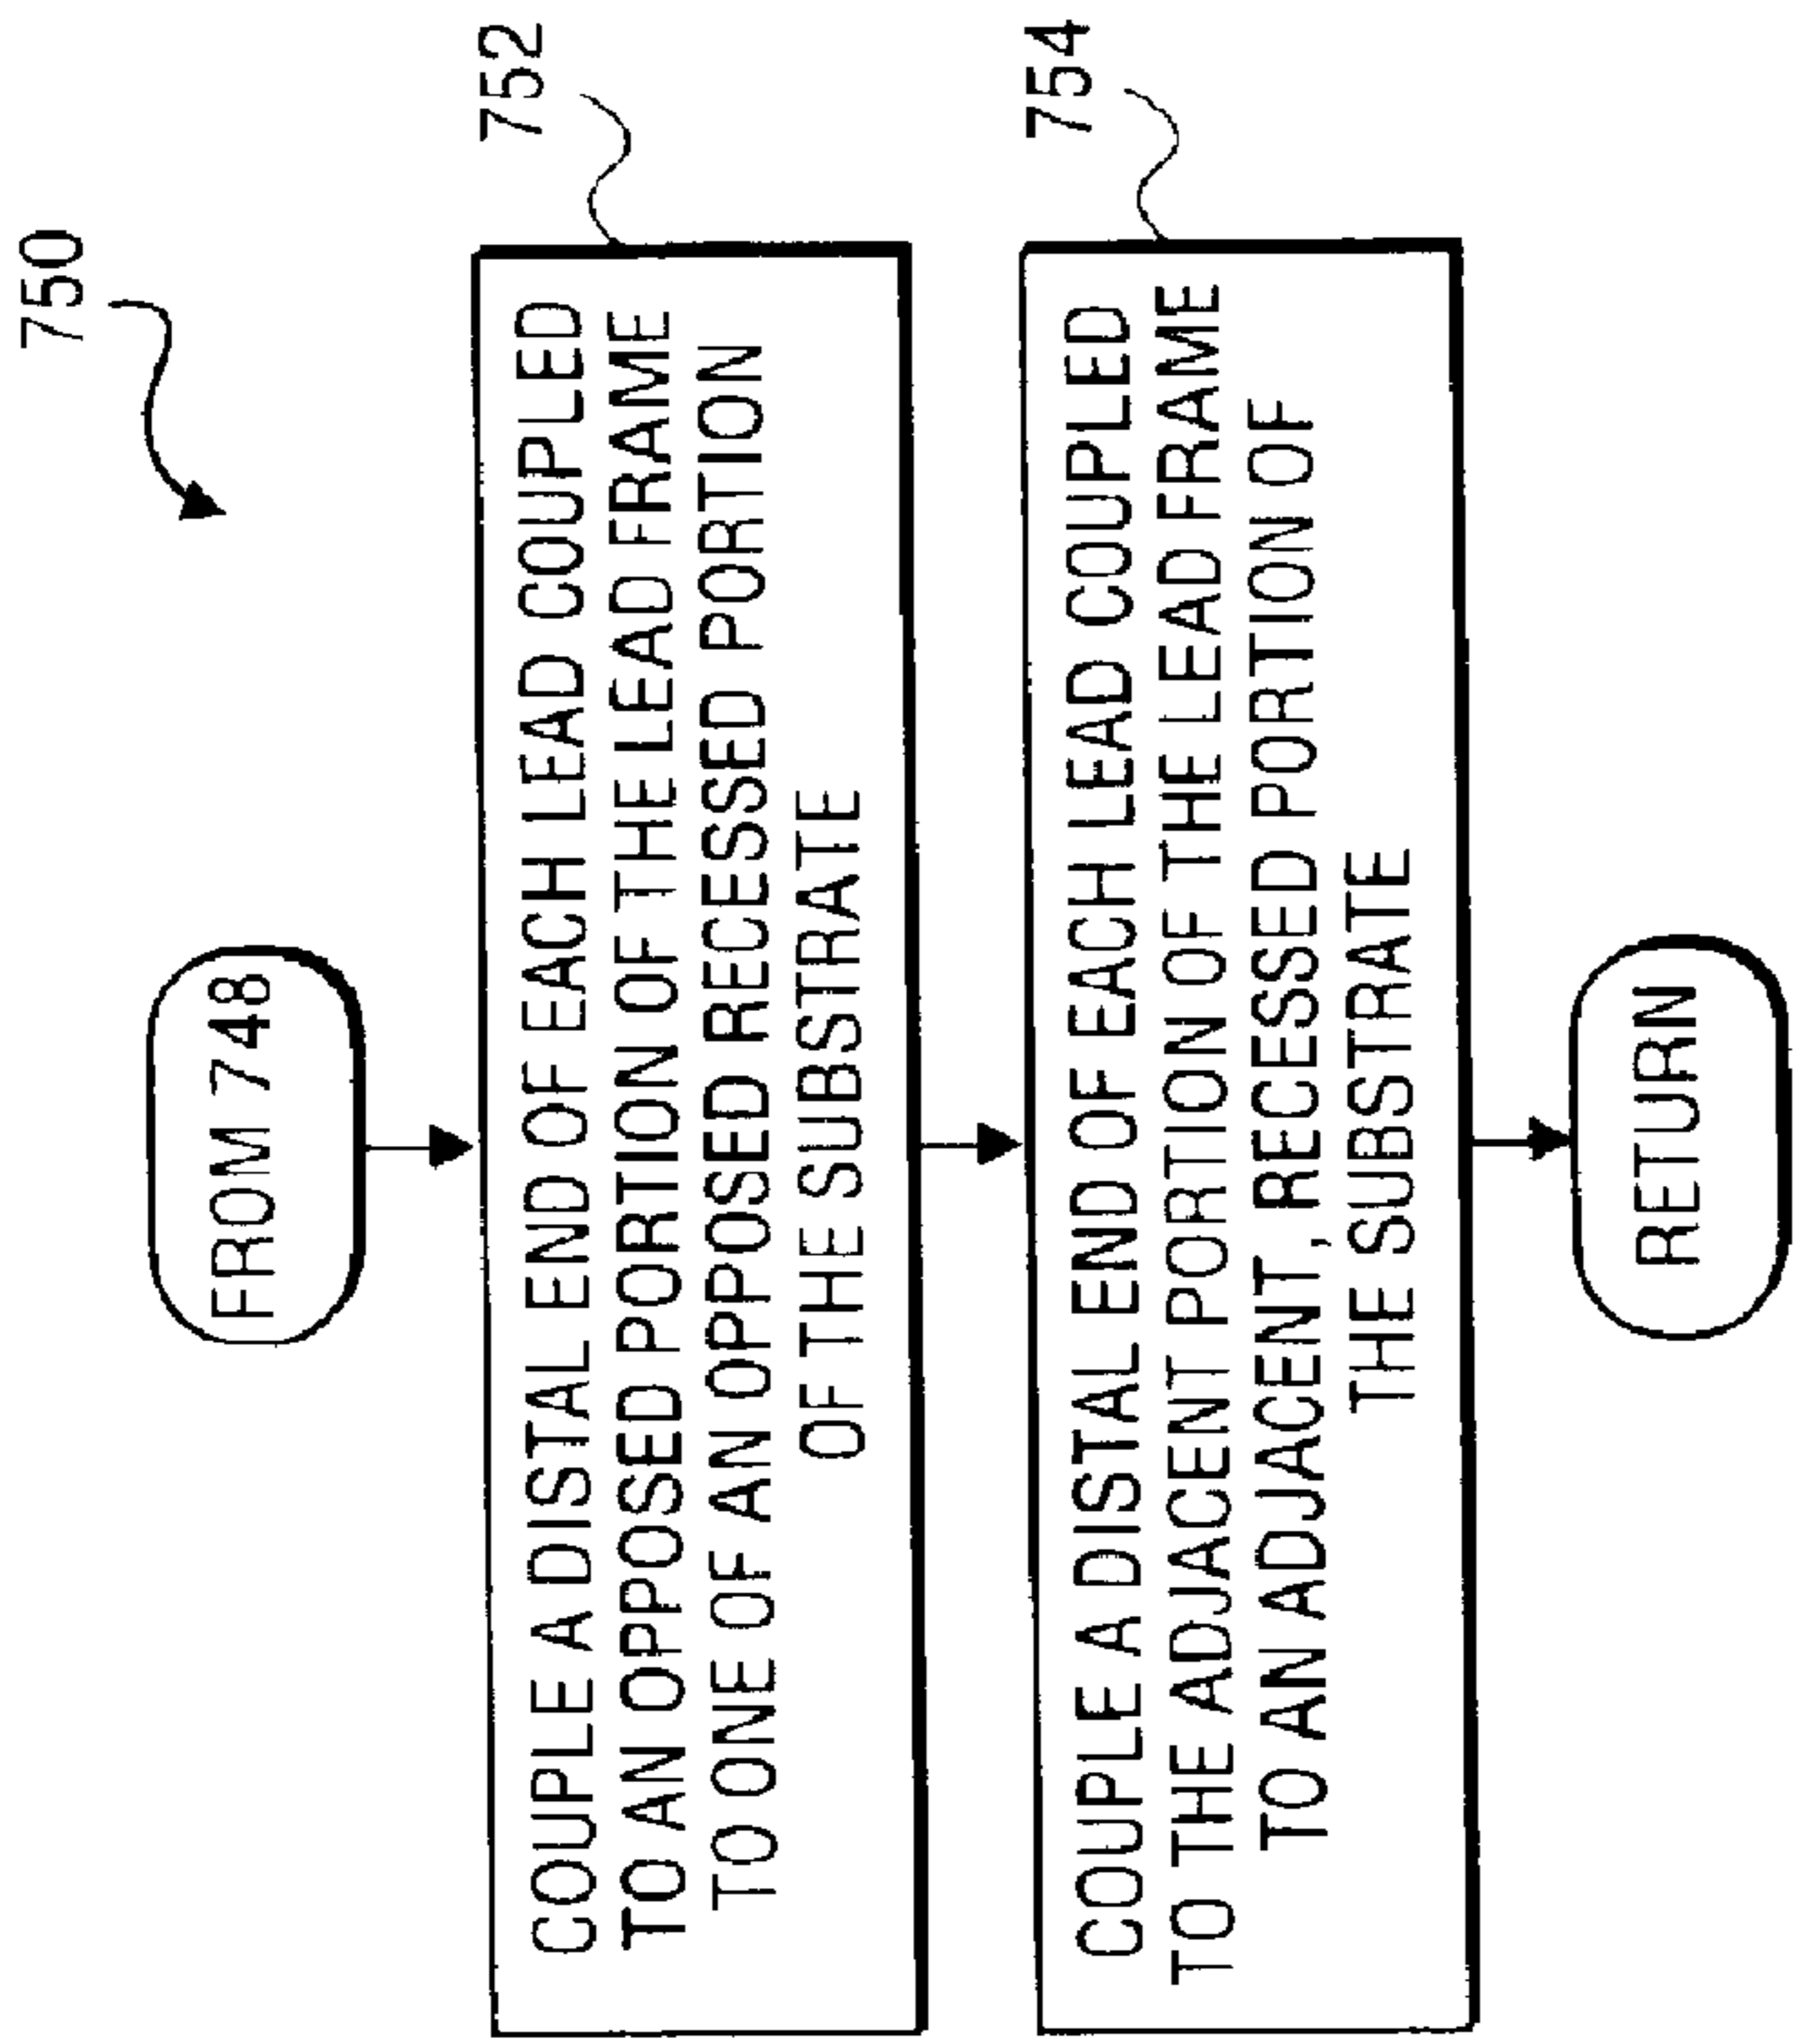 750
FROM 748
752
COUPLE A DISTAL END OF EACH LEAD COUPLED
TO AN OPPOSED PORTION OF THE LEAD FRAME
TO ONE OF AN OPPOSED RECESSED PORTION
OF THE SUBSTRATE
754
COUPLE A DISTAL END OF EACH LEAD COUPLED
TO THE ADJACENT PORTION OF THE LEAD FRAME
TO AN ADJACENT, RECESSED PORTION OF
THE SUBSTRATE
RETURN